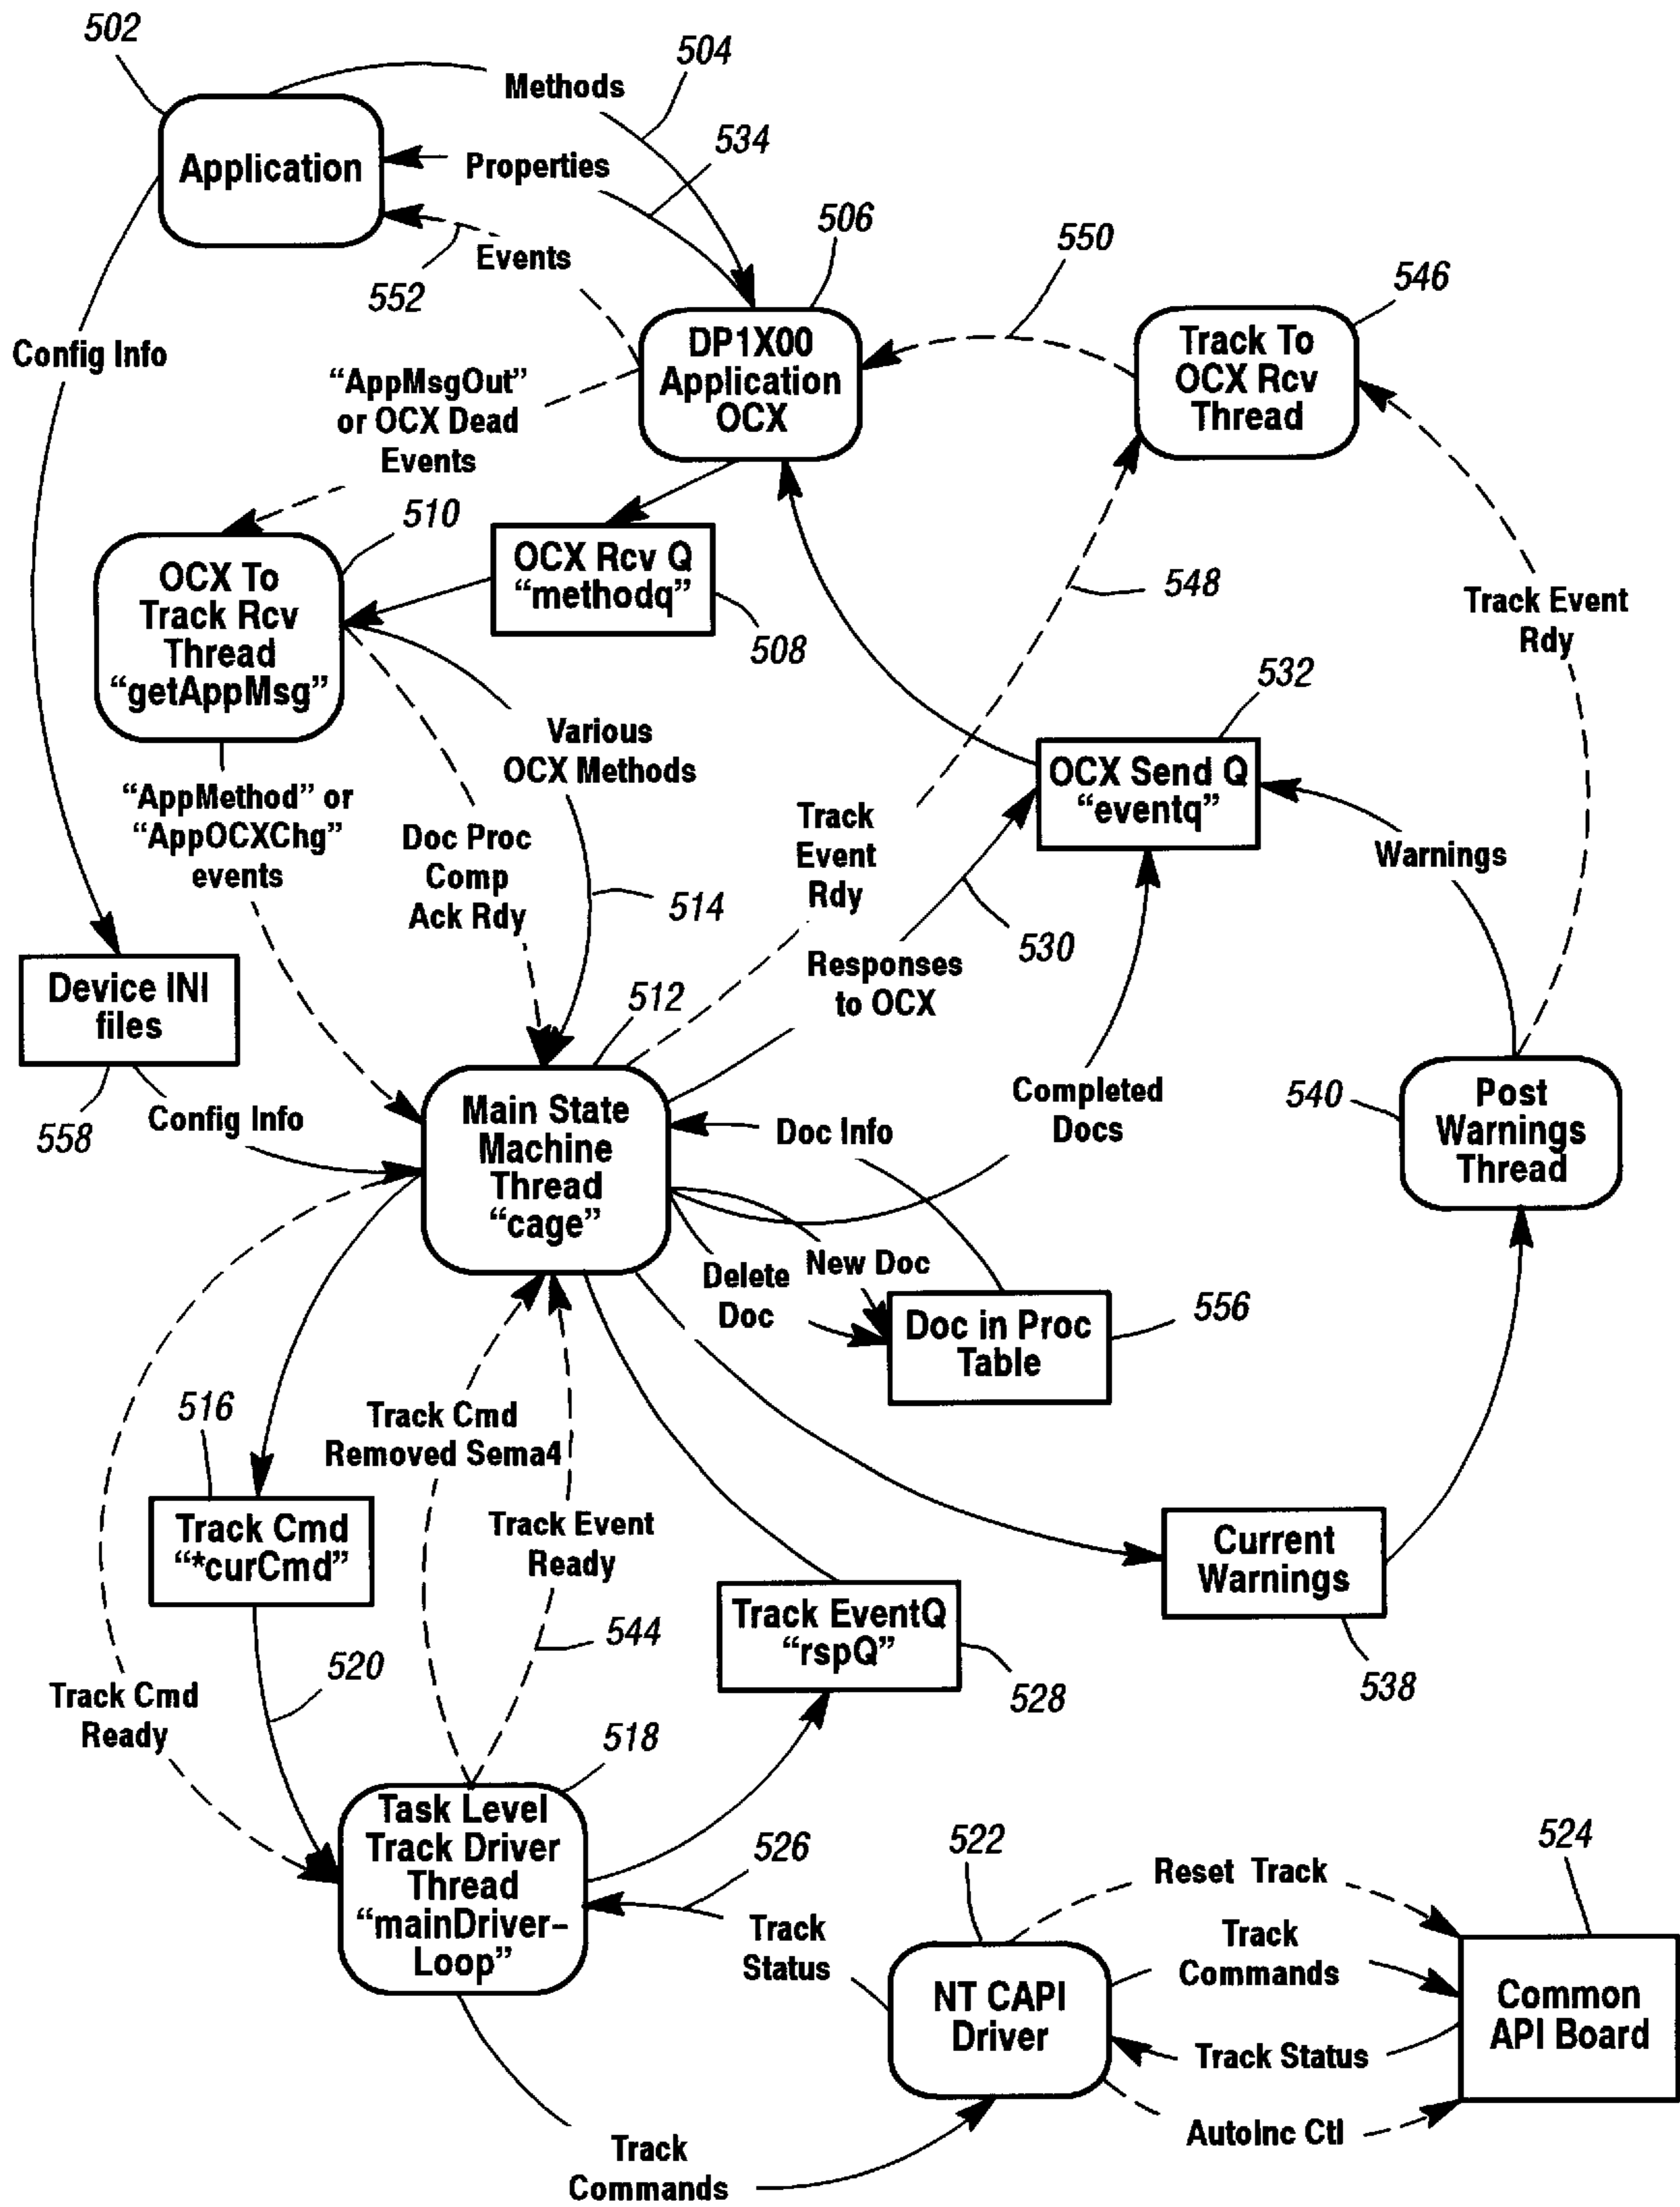 502
504
Methods
534
Application
Properties
506
550
546
Events
552
Config Info
DP1X00
Application
OCX
Track To
OCX Rcv
Thread
“AppMsgOut”
or OCX Dead
Events
510
OCX To
Track Rcv
Thread
“getAppMsg”
OCX Rcv Q
“methodq”
508
548
Track Event
Rdy
532
Various
OCX Methods
OCX Send Q
“eventq”
“AppMethod” or
“AppOCXChg”
events
Doc Proc
Comp
Ack Rdy
514
Track
Event
Rdy
530
Warnings
Responses
to OCX
Device INI
files
558
512
Config Info
Main State
Machine
Thread
“cage”
Doc Info
Completed
Docs
540
Post
Warnings
Thread
Delete
Doc
New Doc
Doc in Proc
Table
556
516
Track Cmd
Removed Sema4
Track Cmd
“*curCmd”
Track Event
Ready
Current
Warnings
538
544
Track EventQ
“rspQ”
528
520
Track Cmd
Ready
518
Task Level
Track Driver
Thread
“mainDriver–
Loop”
526
Track
Status
522
524
Reset Track
Track
Commands
NT CAPI
Driver
Common
API Board
Track Status
AutoInc Ctl
Track
Commands